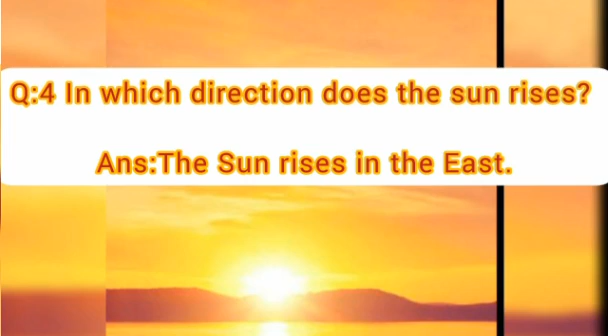 Q:4 In which direction does the sun rises?
Ans:The Sun rises in the East.